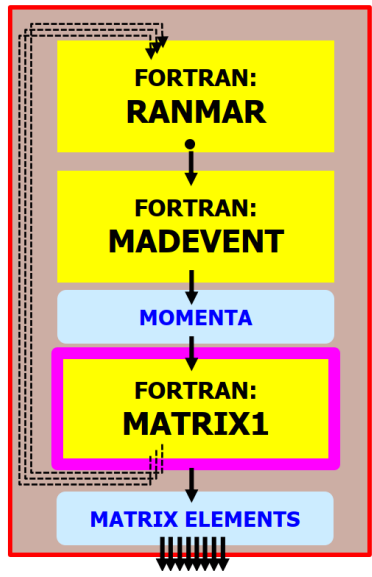 FORTRAN:
RANMAR
FORTRAN:
MADEVENT
MOMENTA
FORTRAN:
MATRIX1
MATRIX ELEMENTS